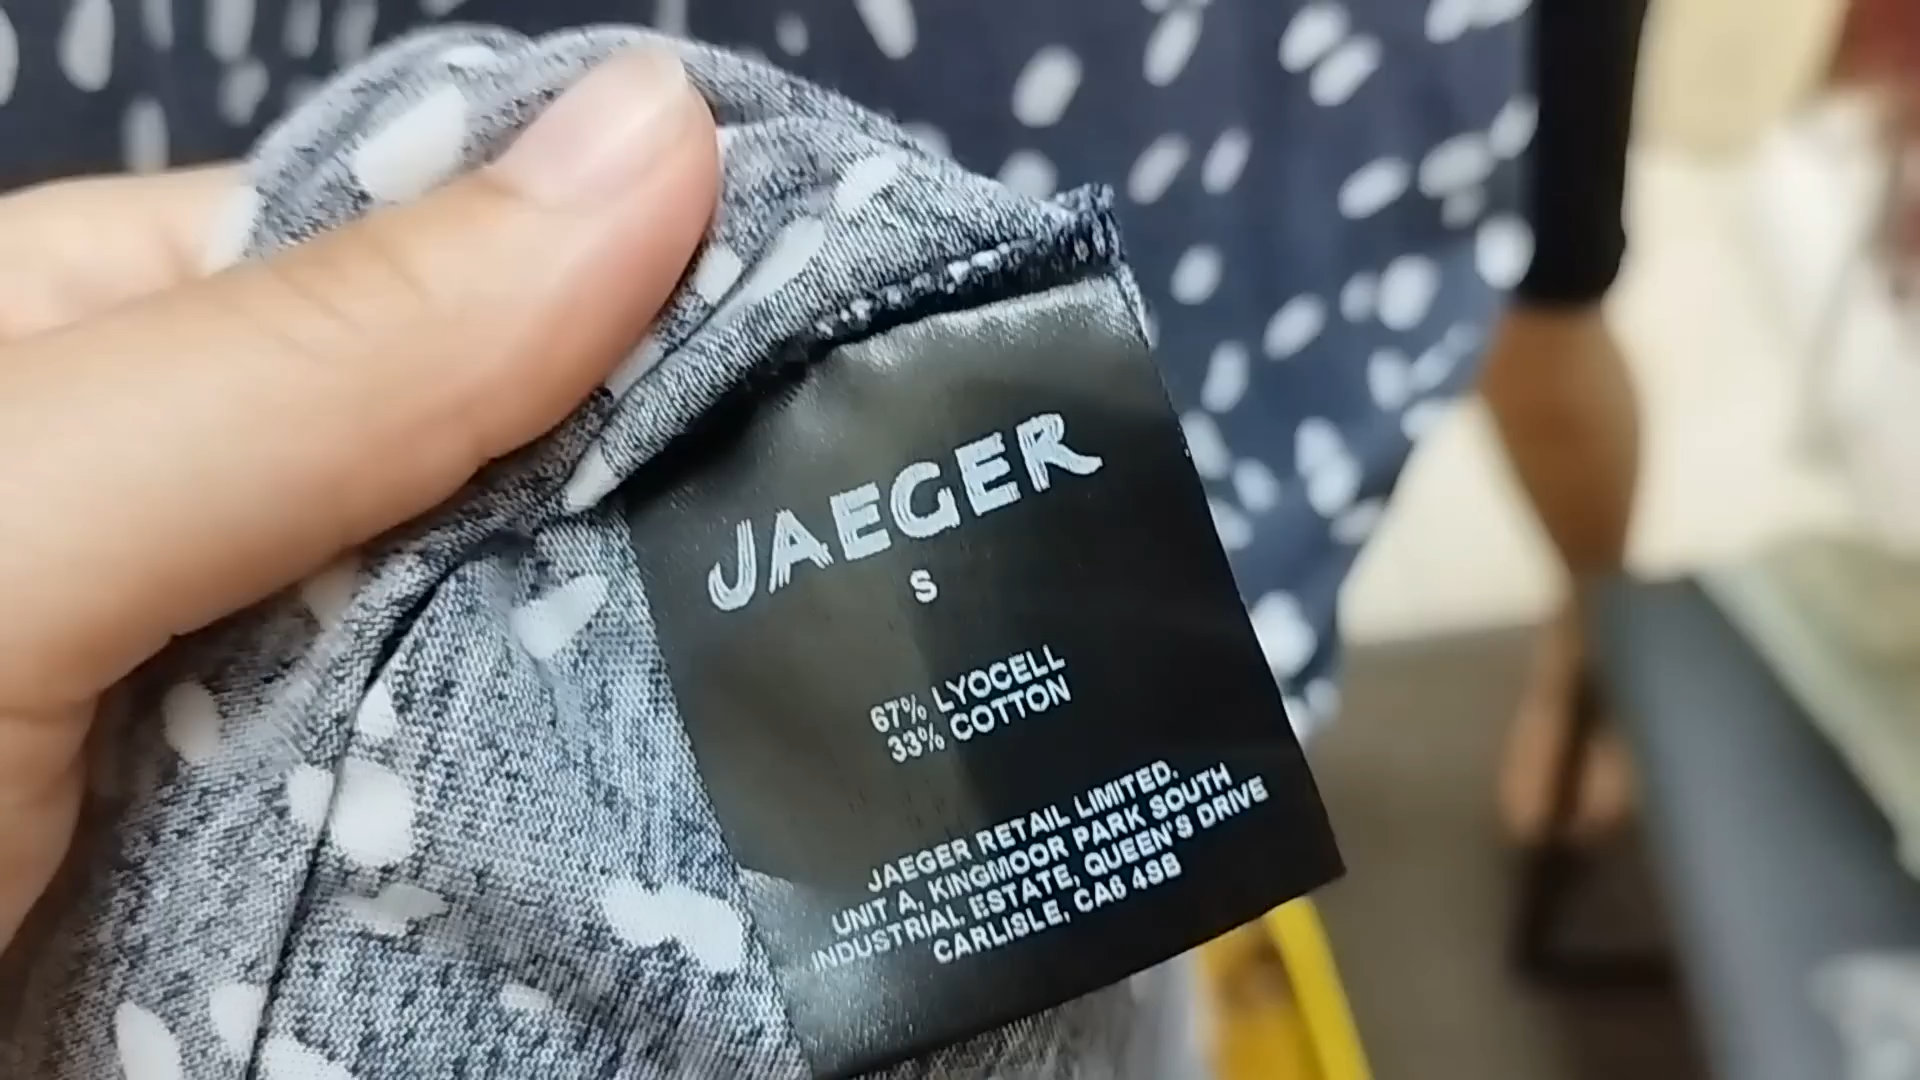 JAEGER
S
67% LYOCELL
33% COTTON
JAEGER RETAIL LIMITED.
UNIT A, KINGMOOR PARK SOUTH
INDUSTRIAL ESTATE, QUEEN'S DRIVE
CARLISLE, CA6 4SB